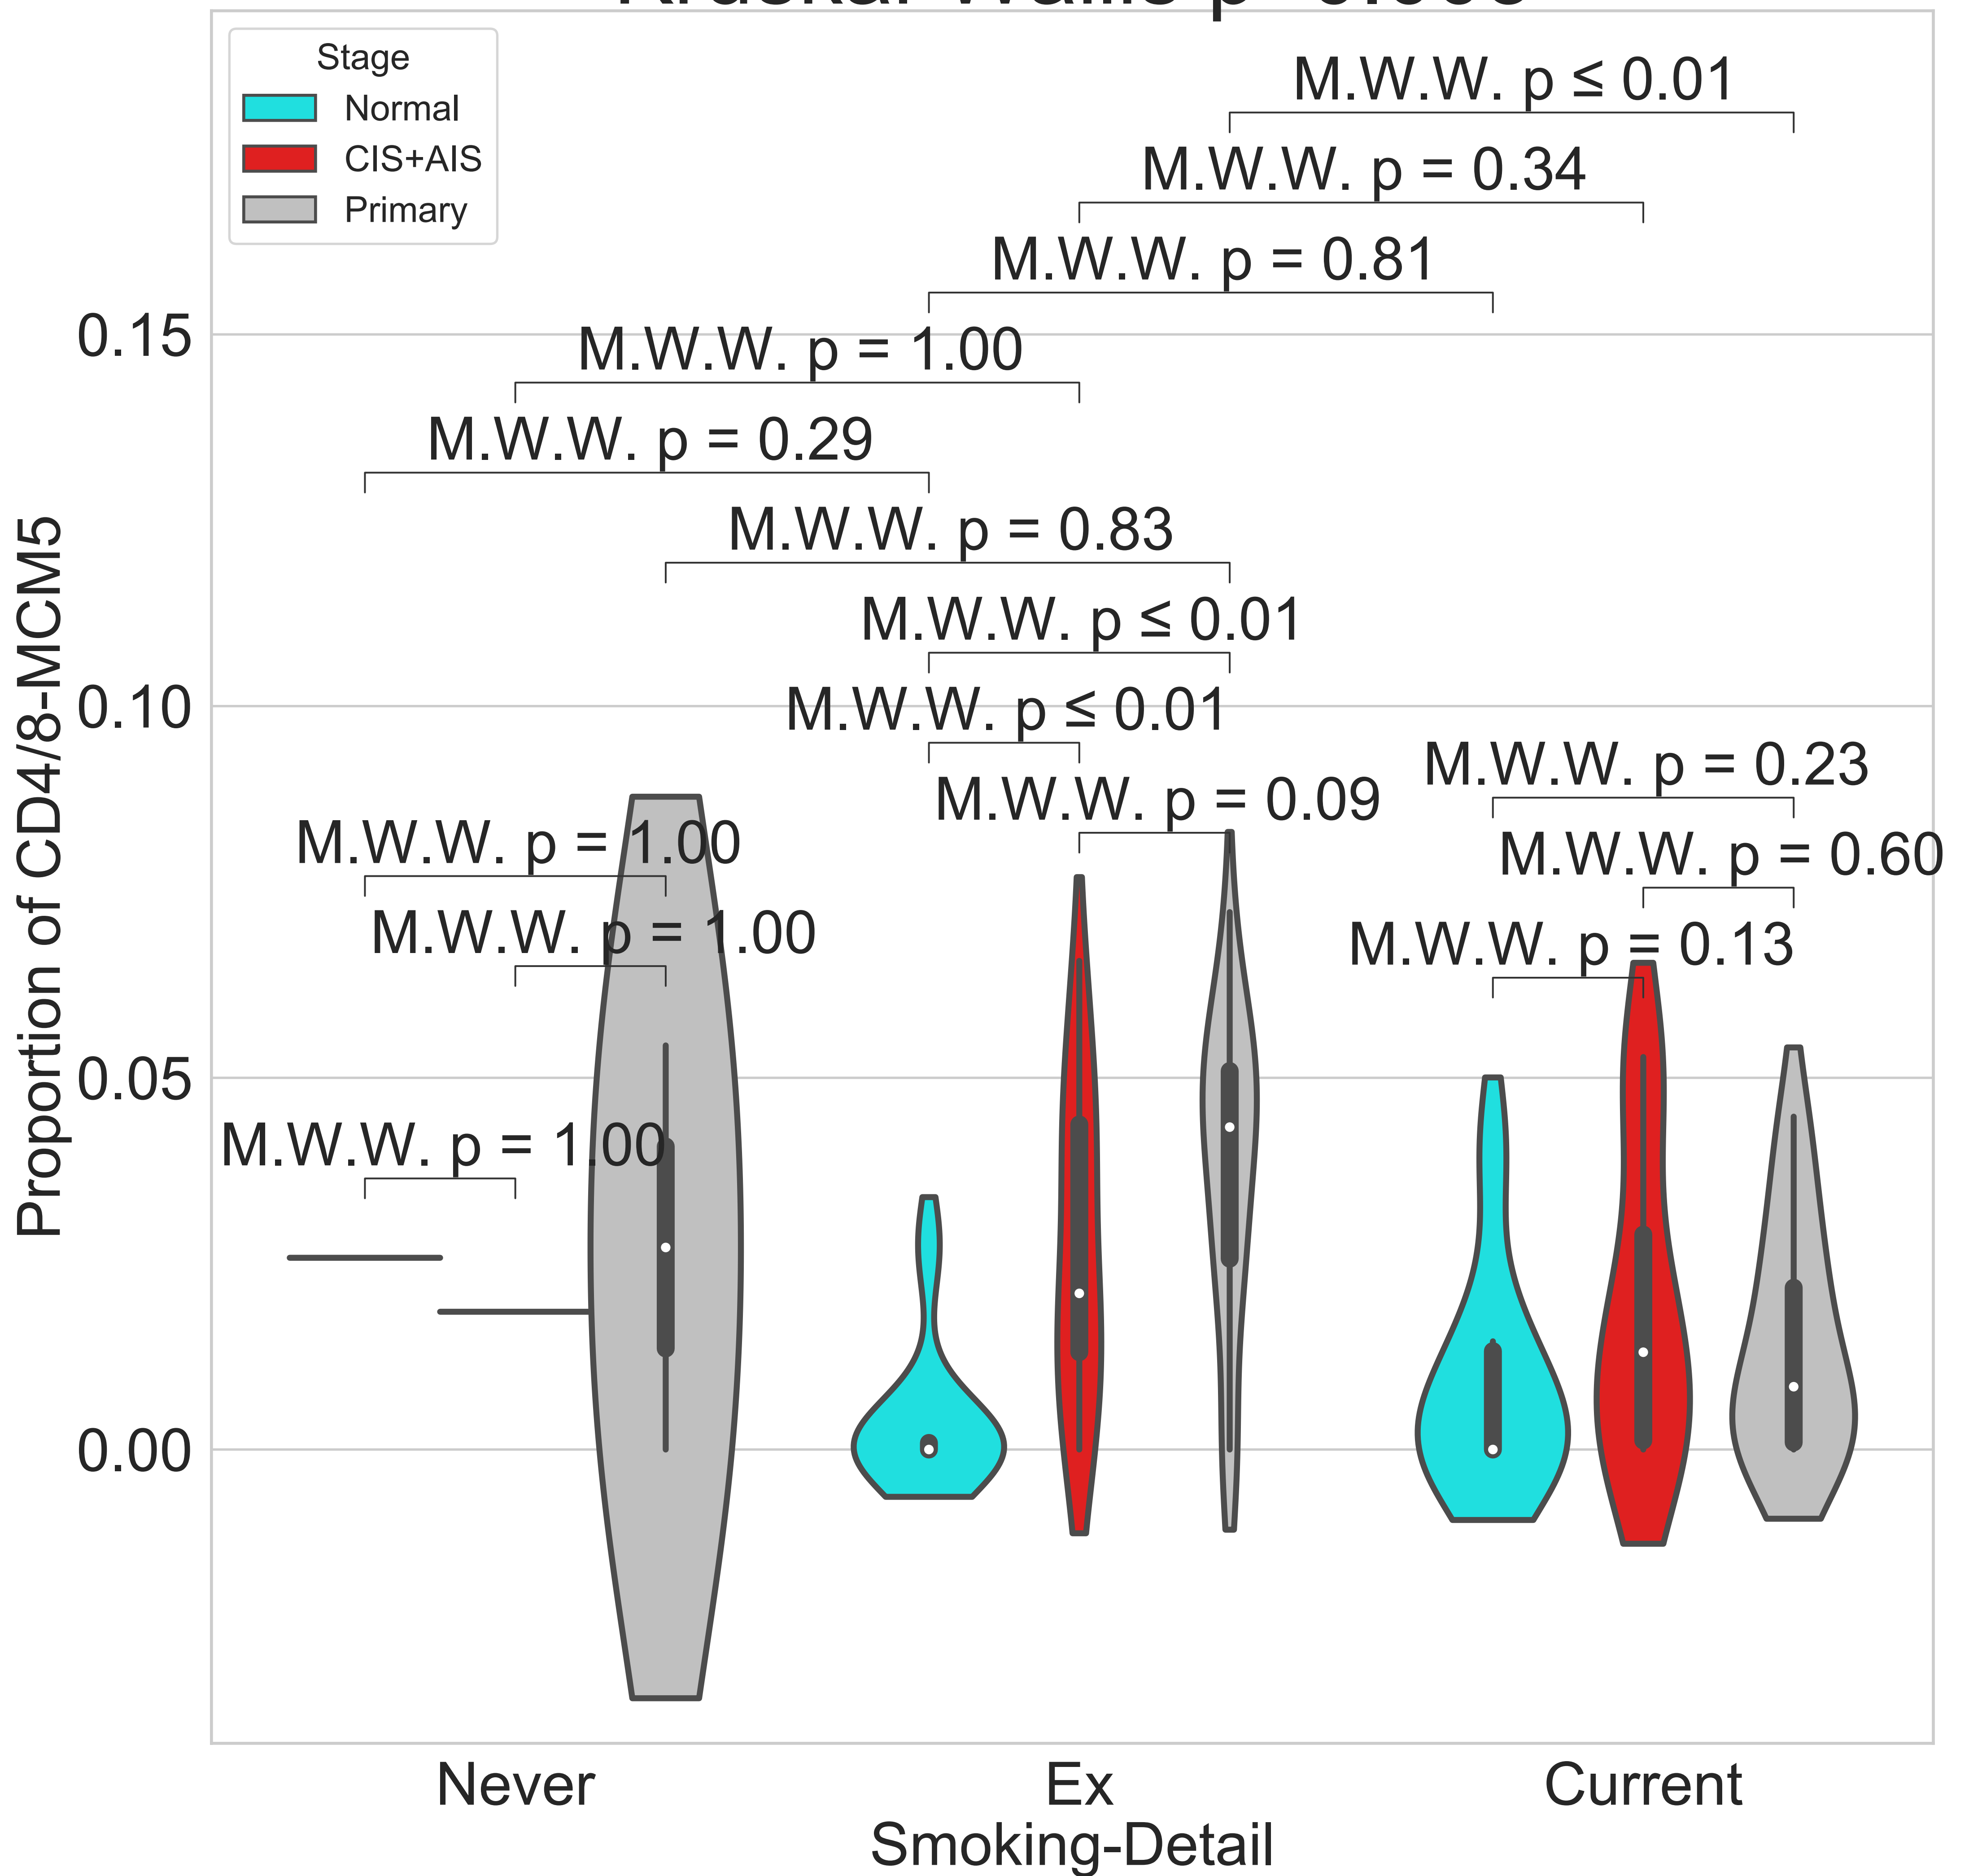 Stage
Normal
CIS+AIS
Primary
M.W.W. p ≤ 0.01
M.W.W. p = 0.34
M.W.W. p = 0.81
M.W.W. p = 1.00
M.W.W. p = 0.29
M.W.W. p = 0.83
M.W.W. p ≤ 0.01
M.W.W. p ≤ 0.01
M.W.W. p = 0.09
M.W.W. p = 0.23
M.W.W. p = 1.00
M.W.W. p = 0.60
M.W.W. p = 1.00
M.W.W. p = 0.13
M.W.W. p = 1.00
0.15
0.10
0.05
0.00
Proportion of CD4/8-MCM5
Never
Ex
Current
Smoking-Detail